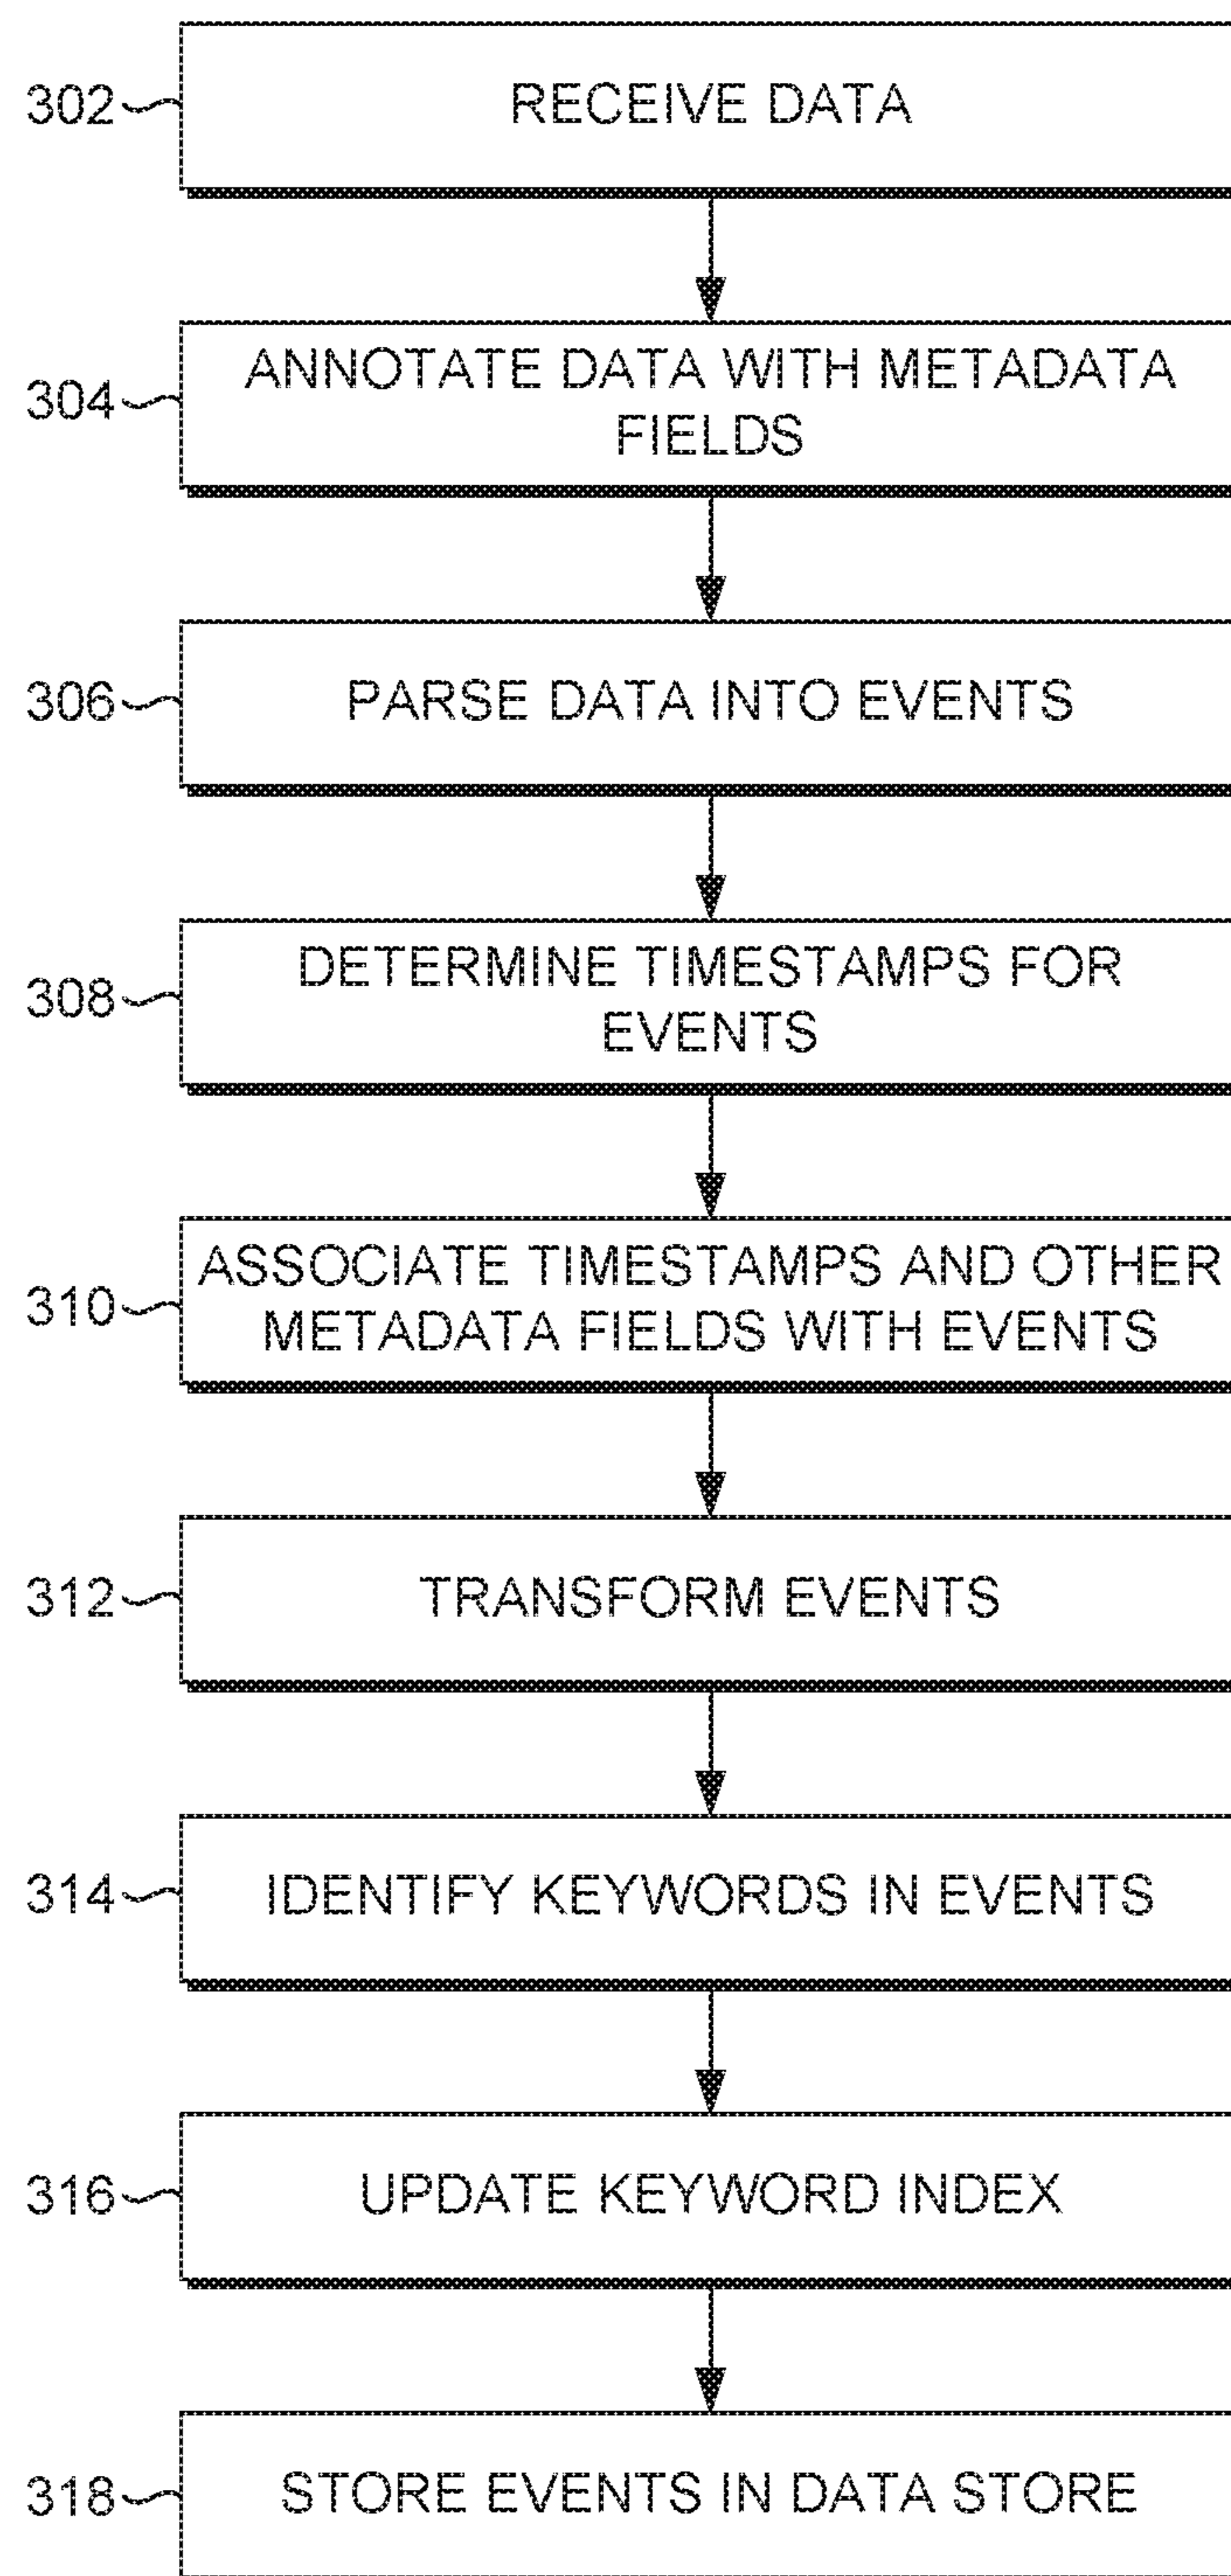 302 RECEIVE DATA
304 ANNOTATE DATA WITH METADATA
FIELDS
306 PARSE DATA INTO EVENTS
308 DETERMINE TIMESTAMPS FOR
EVENTS
310 ASSOCIATE TIMESTAMPS AND OTHER
METADATA FIELDS WITH EVENTS
312 TRANSFORM EVENTS
314 IDENTIFY KEYWORDS IN EVENTS
316 UPDATE KEYWORD INDEX
318 STORE EVENTS IN DATA STORE